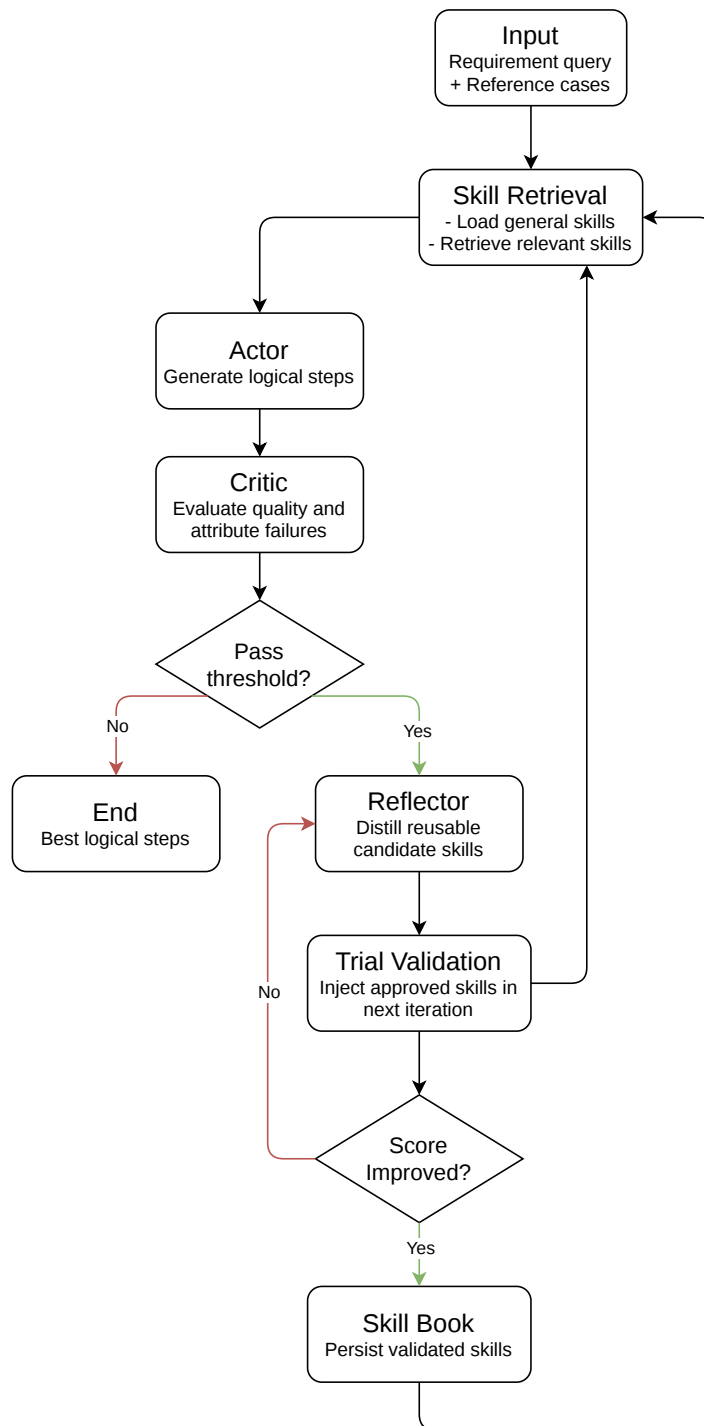 Input
Requirement query
+ Reference cases
Skill Retrieval
- Load general skills
- Retrieve relevant skills
Actor
Generate logical steps
Critic
Evaluate quality and
attribute failures
Pass
threshold?
No
Yes
End
Best logical steps
Reflector
Distill reusable
candidate skills
Trial Validation
Inject approved skills in
next iteration
No
Score
Improved?
Yes
Skill Book
Persist validated skills